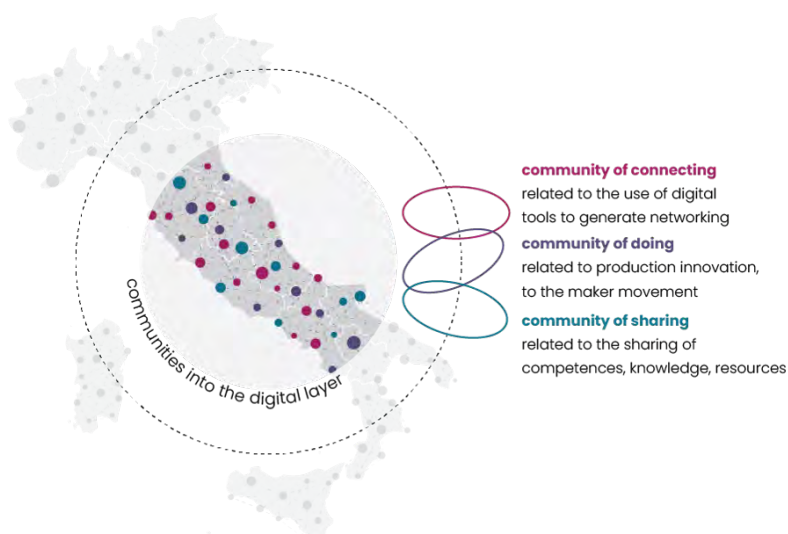 community of connecting
related to the use of digital
tools to generate networking
community of doing
related to production innovation,
to the maker movement
community of sharing
related to the sharing of
competences, knowledge, resources
communities into the digital layer